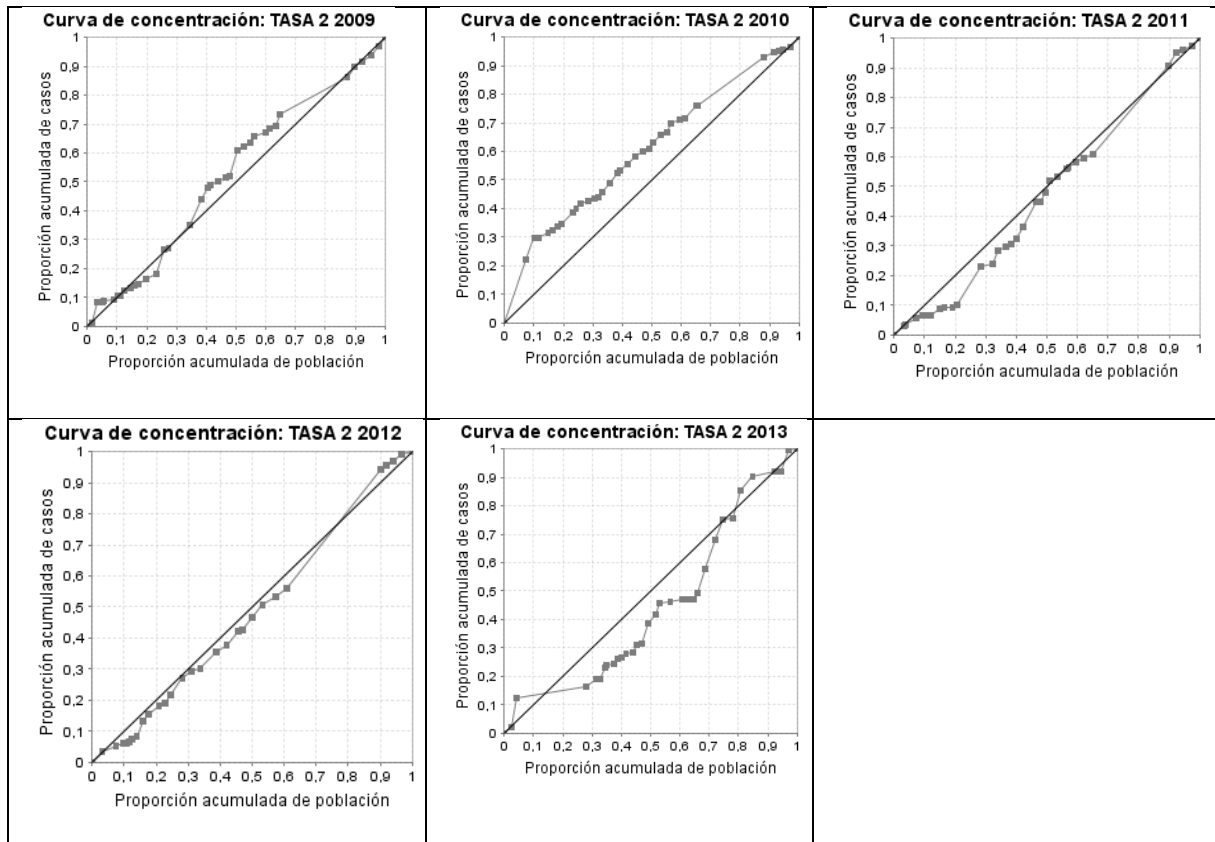 Curva de concentración: TASA 2 2009
Proporción acumulada de casos
1
0,9
0,8
0,7
0,6
0,5
0,4
0,3
0,2
0,1
0
0 0,1 0,2 0,3 0,4 0,5 0,6 0,7 0,8 0,9 1
Proporción acumulada de población
Curva de concentración: TASA 2 2010
Proporción acumulada de casos
1
0,9
0,8
0,7
0,6
0,5
0,4
0,3
0,2
0,1
0
0 0,1 0,2 0,3 0,4 0,5 0,6 0,7 0,8 0,9 1
Proporción acumulada de población
Curva de concentración: TASA 2 2011
Proporción acumulada de casos
1
0,9
0,8
0,7
0,6
0,5
0,4
0,3
0,2
0,1
0
0 0,1 0,2 0,3 0,4 0,5 0,6 0,7 0,8 0,9 1
Proporción acumulada de población
Curva de concentración: TASA 2 2012
Proporción acumulada de casos
1
0,9
0,8
0,7
0,6
0,5
0,4
0,3
0,2
0,1
0
0 0,1 0,2 0,3 0,4 0,5 0,6 0,7 0,8 0,9 1
Proporción acumulada de población
Curva de concentración: TASA 2 2013
Proporción acumulada de casos
1
0,9
0,8
0,7
0,6
0,5
0,4
0,3
0,2
0,1
0
0 0,1 0,2 0,3 0,4 0,5 0,6 0,7 0,8 0,9 1
Proporción acumulada de población